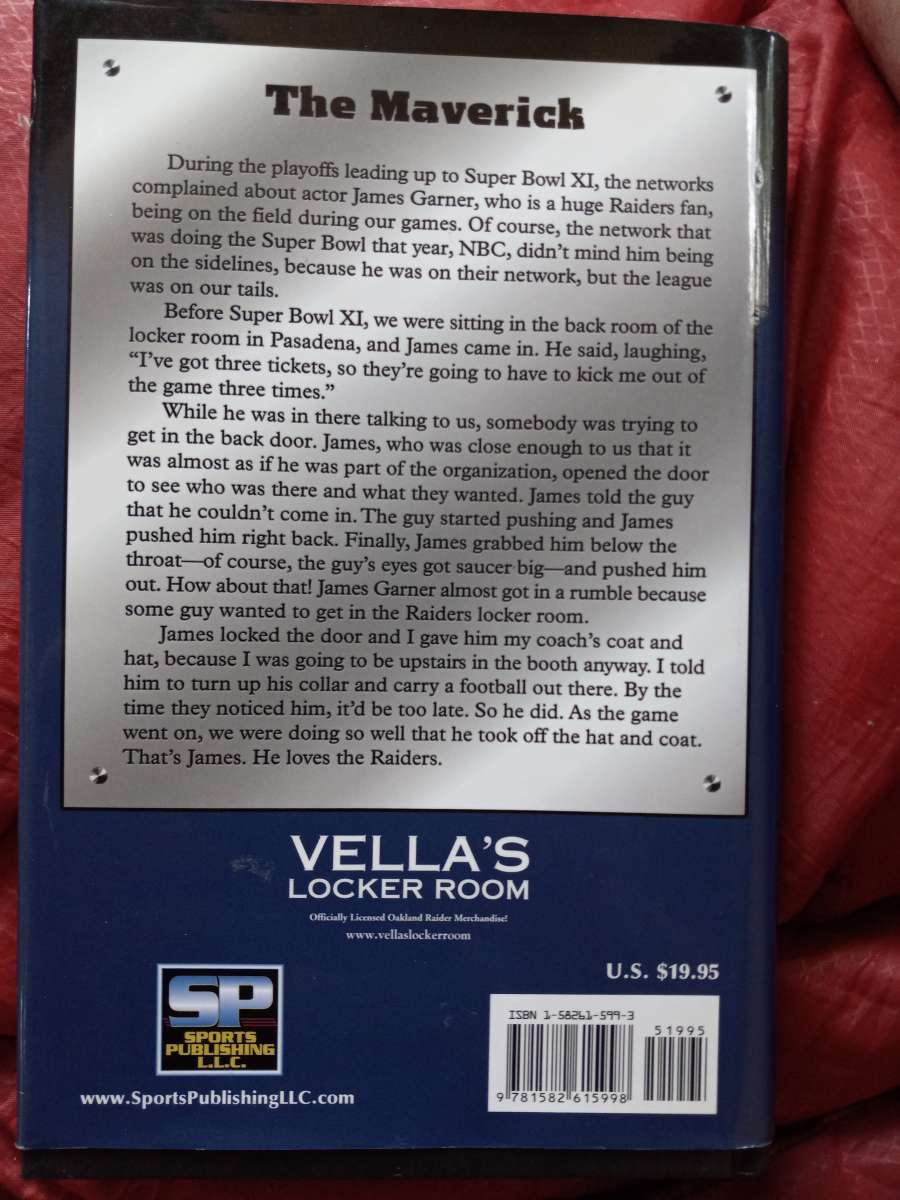 The Maverick
During the playoffs leading up to Super Bowl XI, the networks
complained about actor James Garner, who is a huge Raiders fan,
being on the field during our games. Of course, the network that
was doing the Super Bowl that year, NBC, didn't mind him being
on the sidelines, because he was on their network, but the league
was on our tails.
Before Super Bowl XI, we were sitting in the back room of the
locker room in Pasadena, and James came in. He said, laughing,
“I've got three tickets, so they're going to have to kick me out of
the game three times.”
While he was in there talking to us, somebody was trying to
get in the back door. James, who was close enough to us that it
was almost as if he was part of the organization, opened the door
to see who was there and what they wanted. James told the guy
that he couldn't come in. The guy started pushing and James
pushed him right back. Finally, James grabbed him below the
throat—of course, the guy's eyes got saucer big—and pushed him
out. How about that! James Garner almost got in a rumble because
some guy wanted to get in the Raiders locker room.
James locked the door and I gave him my coach's coat and
hat, because I was going to be upstairs in the booth anyway. I told
him to turn up his collar and carry a football out there. By the
time they noticed him, it'd be too late. So he did. As the game
went on, we were doing so well that he took off the hat and coat.
That's James. He loves the Raiders.
VELLA'S
LOCKER ROOM
Officially Licensed Oakland Raider Merchandise!
www.vellaslockerroom
U.S. $19.95
SP
SPORTS
PUBLISHING
L.L.C.
www.SportsPublishingLLC.com
ISBN 1-58261-599-3
51995
9 781582 615998